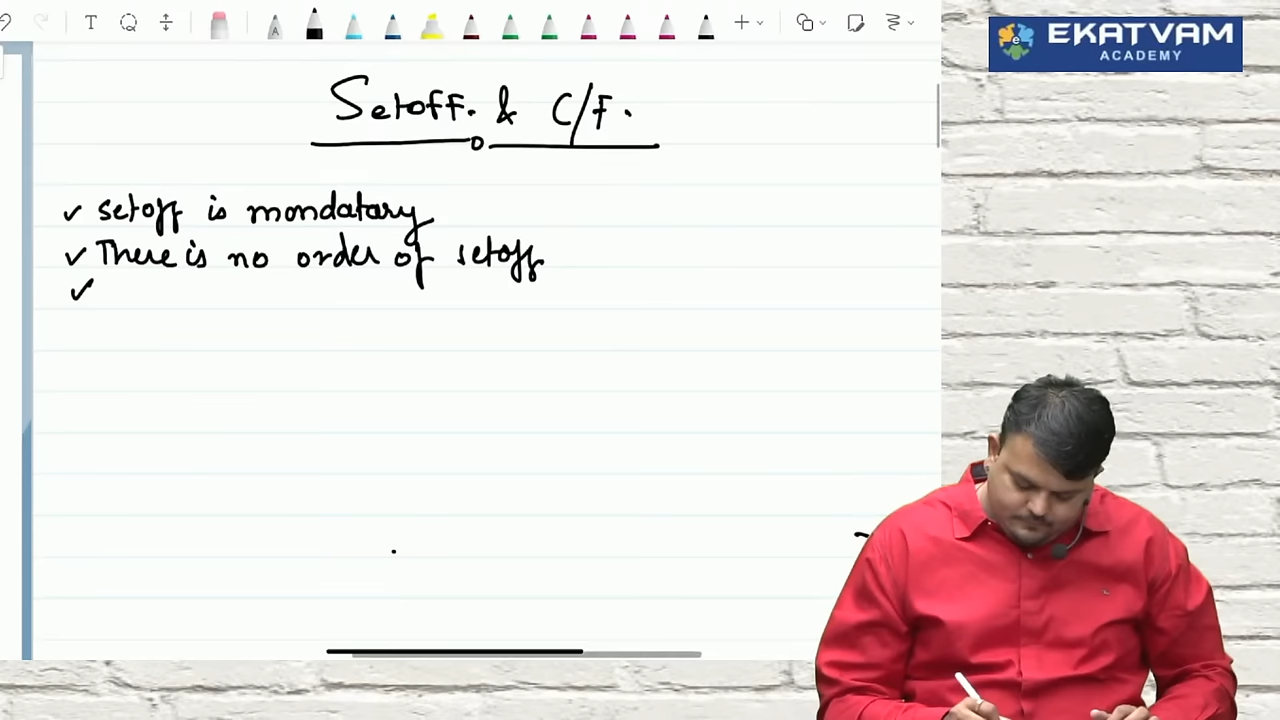 EKATVAM
ACADEMY
Setoff. & C/F.
✓ setoff is mondatary
✓ There is no order of setoff
✓